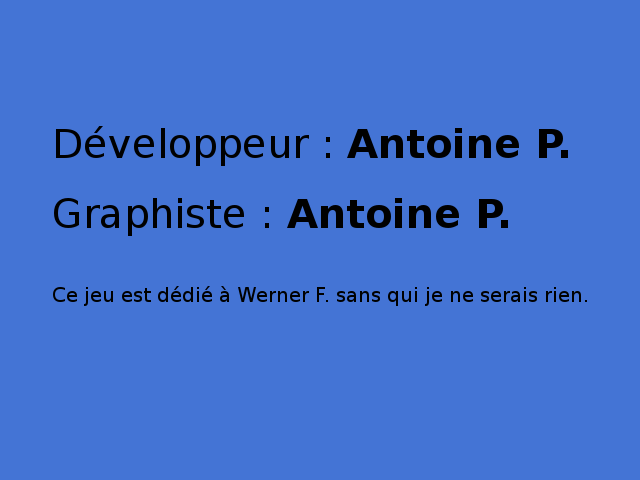 Développeur : Antoine P.
Graphiste : Antoine P.
Ce jeu est dédié à Werner F. sans qui je ne serais rien.